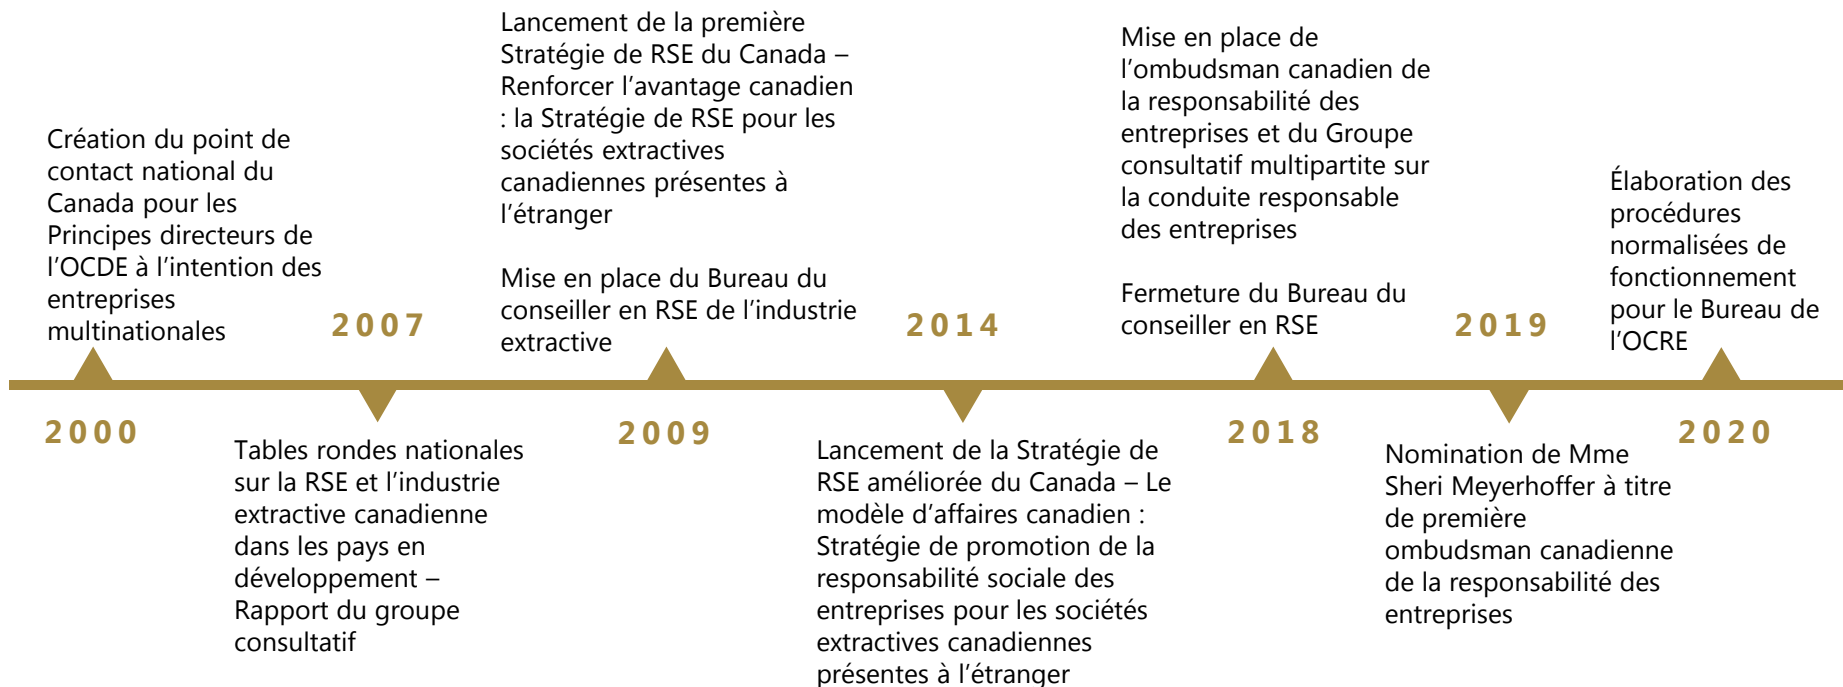 Création du point de
contact national du
Canada pour les
Principes directeurs de
l'OCDE à l'intention des
entreprises
multinationales
2000
2007
Tables rondes nationales
sur la RSE et l'industrie
extractive canadienne
dans les pays en
développement –
Rapport du groupe
consultatif
Lancement de la première
Stratégie de RSE du Canada –
Renforcer l'avantage canadien
: la Stratégie de RSE pour les
sociétés extractives
canadiennes présentes à
l'étranger
Mise en place du Bureau du
conseiller en RSE de l'industrie
extractive
2009
2014
Lancement de la Stratégie de
RSE améliorée du Canada – Le
modèle d'affaires canadien :
Stratégie de promotion de la
responsabilité sociale des
entreprises pour les sociétés
extractives canadiennes
présentes à l'étranger
Mise en place de
l'ombudsman canadien de
la responsabilité des
entreprises et du Groupe
consultatif multipartite sur
la conduite responsable
des entreprises
Fermeture du Bureau du
conseiller en RSE
2018
2019
Nomination de Mme
Sheri Meyerhoffer à titre
de première
ombudsman canadienne
de la responsabilité des
entreprises
Élaboration des
procédures
normalisées de
fonctionnement
pour le Bureau de
l'OCRE
2020